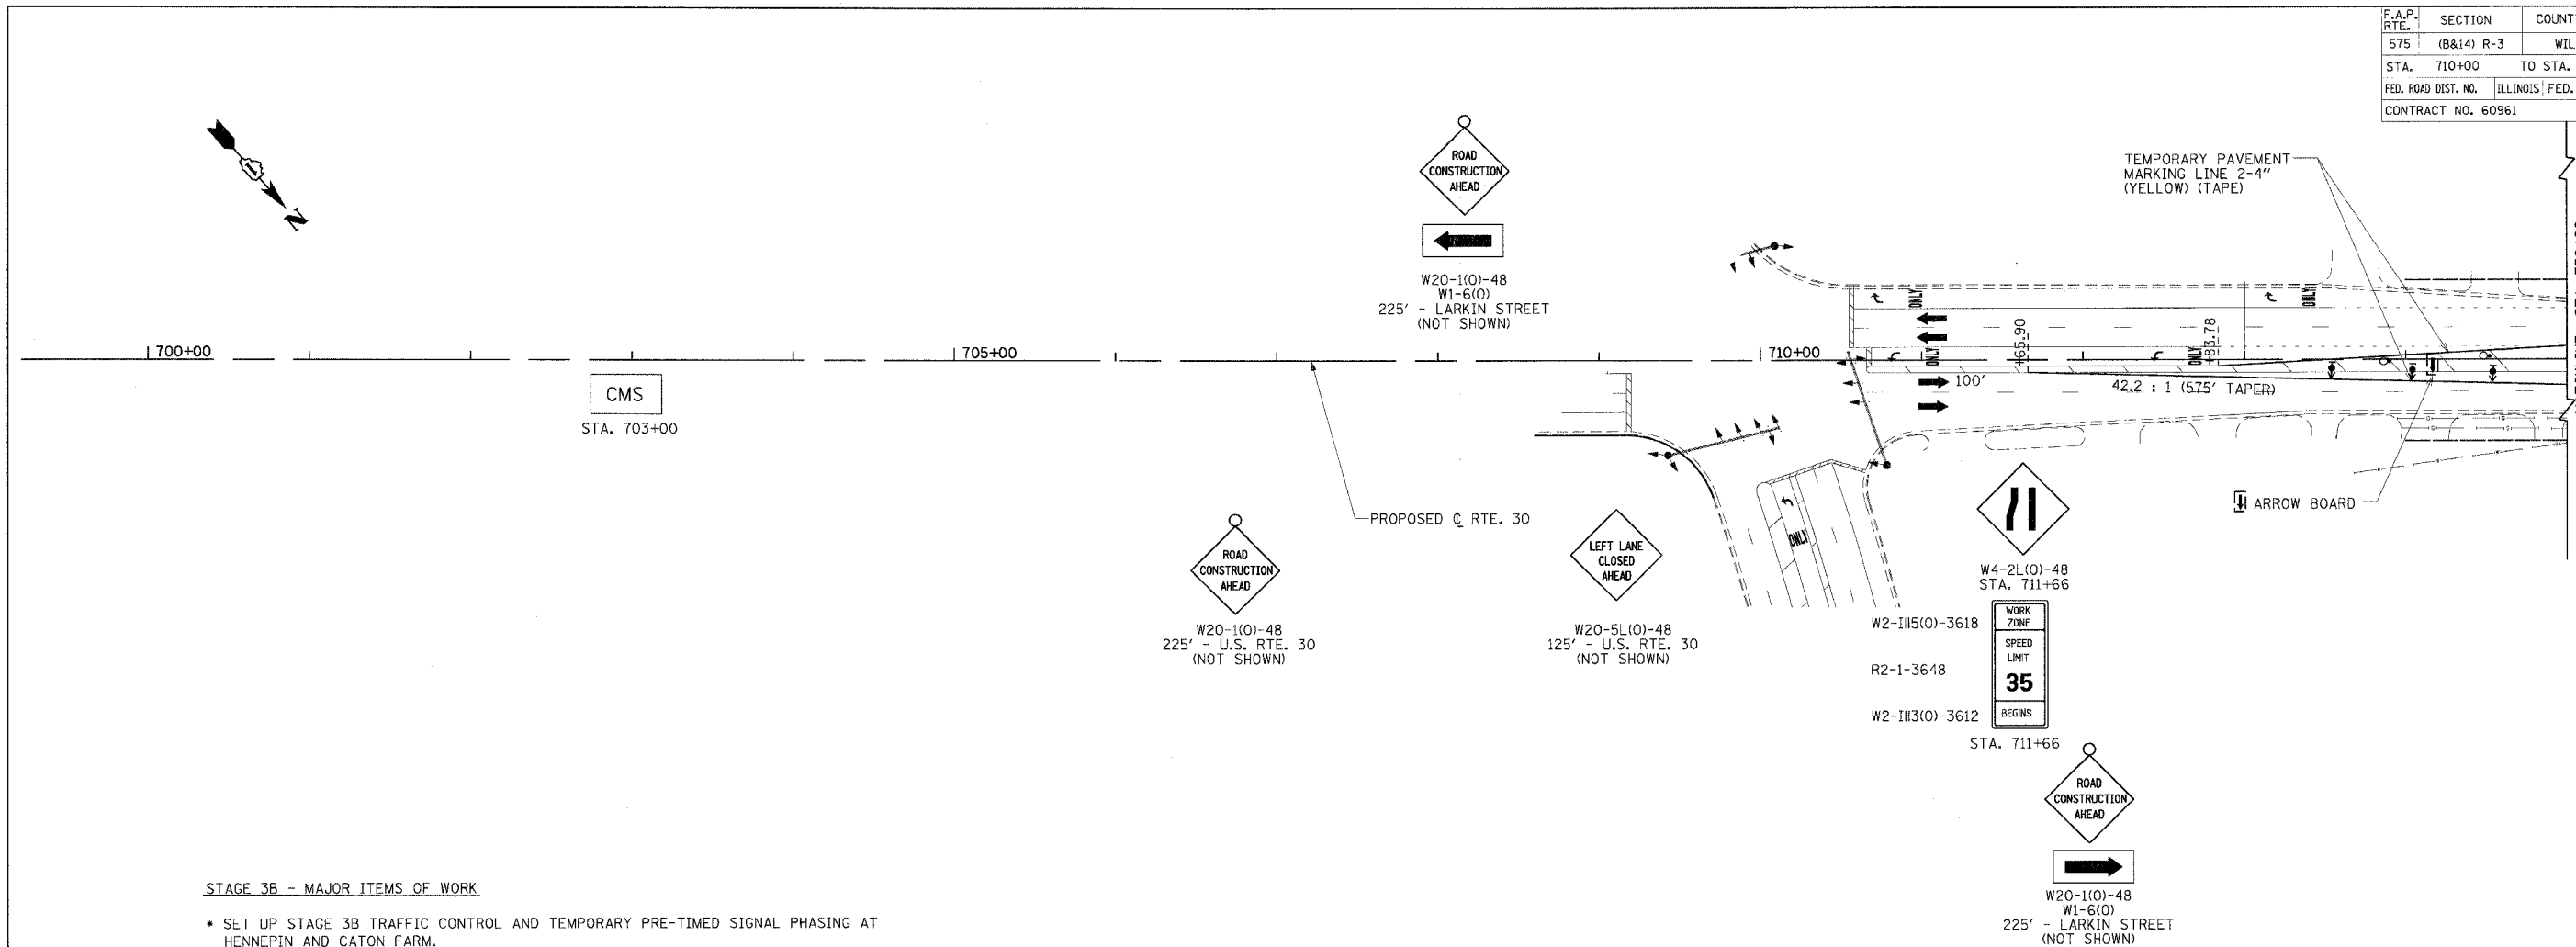 F.A.P. RTE. SECTION COUNT
575 (B&14) R-3 WIL
STA. 710+00 TO STA.
FED. ROAD DIST. NO. ILLINOIS FED.
CONTRACT NO. 60961
N
ROAD
CONSTRUCTION
AHEAD
W20-1(O)-48
W1-6(O)
225' - LARKIN STREET
(NOT SHOWN)
TEMPORARY PAVEMENT
MARKING LINE 2-4"
(YELLOW) (TAPE)
700+00
705+00
710+00
ONLY
ONLY
ONLY
ONLY
+65.90
+83.78
100'
42.2 : 1 (575' TAPER)
CMS
STA. 703+00
PROPOSED ℄ RTE. 30
ARROW BOARD
ONLY
ROAD
CONSTRUCTION
AHEAD
W20-1(O)-48
225' - U.S. RTE. 30
(NOT SHOWN)
LEFT LANE
CLOSED
AHEAD
W20-5L(O)-48
125' - U.S. RTE. 30
(NOT SHOWN)
W4-2L(O)-48
STA. 711+66
W2-I115(O)-3618
R2-1-3648
W2-I113(O)-3612
WORK
ZONE
SPEED
LIMIT
35
BEGINS
STA. 711+66
ROAD
CONSTRUCTION
AHEAD
W20-1(O)-48
W1-6(O)
225' - LARKIN STREET
(NOT SHOWN)
STAGE 3B - MAJOR ITEMS OF WORK
* SET UP STAGE 3B TRAFFIC CONTROL AND TEMPORARY PRE-TIMED SIGNAL PHASING AT
HENNEPIN AND CATON FARM.